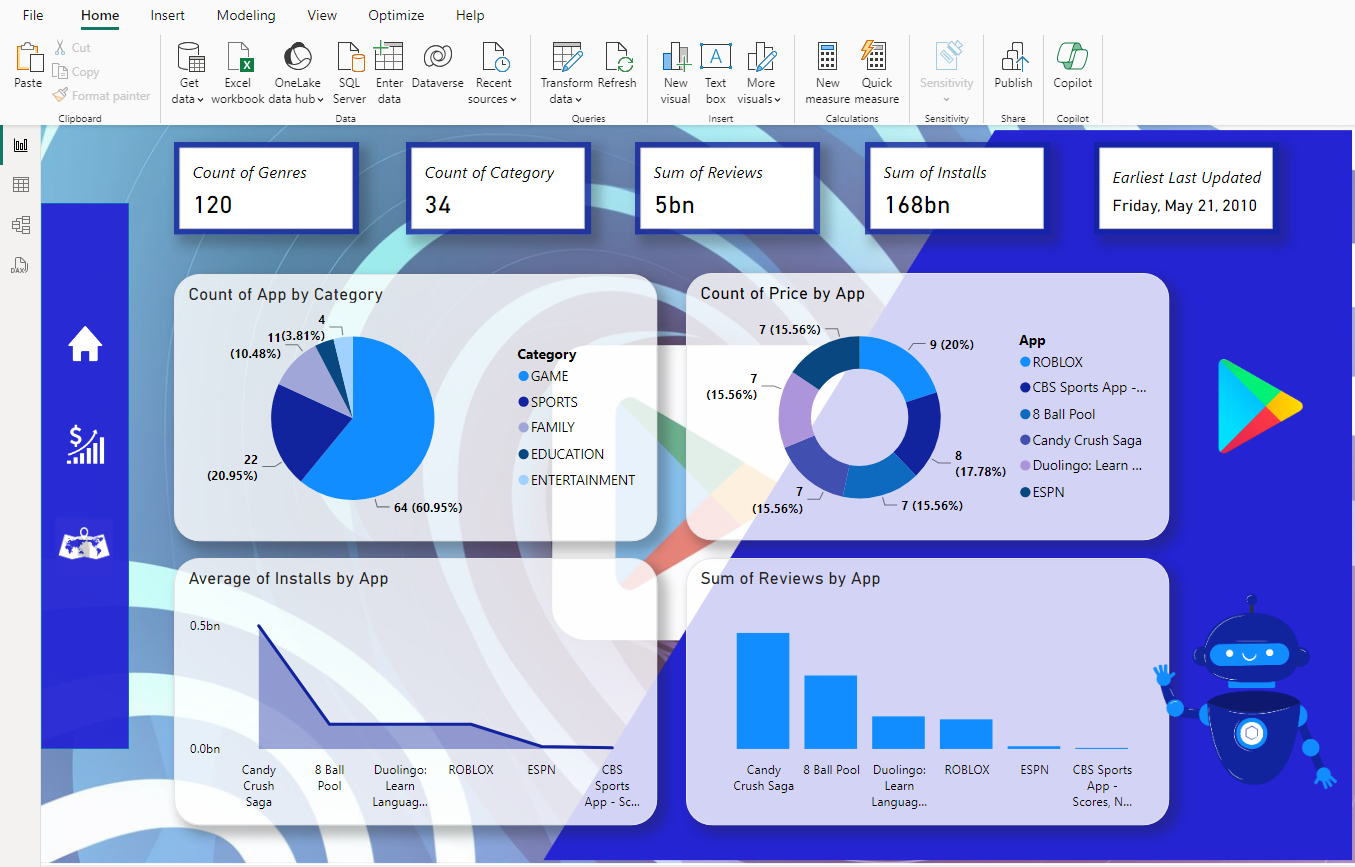 File Home Insert Modeling View Optimize Help
Paste
Cut
Copy
Format painter
Clipboard
Get data
Excel workbook
OneLake data hub
SQL Server
Enter data
Dataverse
Recent sources
Data
Transform data
Refresh
Queries
New visual
Text box
More visuals
Insert
New measure
Quick measure
Calculations
Sensitivity
Sensitivity
Publish
Share
Copilot
Copilot
DAX
Count of Genres
120
Count of Category
34
Sum of Reviews
5bn
Sum of Installs
168bn
Earliest Last Updated
Friday, May 21, 2010
Count of App by Category
4
(3.81%)
11
(10.48%)
22
(20.95%)
64 (60.95%)
Category
GAME
SPORTS
FAMILY
EDUCATION
ENTERTAINMENT
Count of Price by App
7 (15.56%)
9 (20%)
7
(15.56%)
8
(17.78%)
7
(15.56%)
7 (15.56%)
App
ROBLOX
CBS Sports App -...
8 Ball Pool
Candy Crush Saga
Duolingo: Learn ...
ESPN
Average of Installs by App
0.5bn
0.0bn
Candy
Crush
Saga
8 Ball
Pool
Duolingo:
Learn
Languag...
ROBLOX
ESPN
CBS
Sports
App - Sc...
Sum of Reviews by App
Candy
Crush Saga
8 Ball Pool
Duolingo:
Learn
Languag...
ROBLOX
ESPN
CBS Sports
App -
Scores, N...